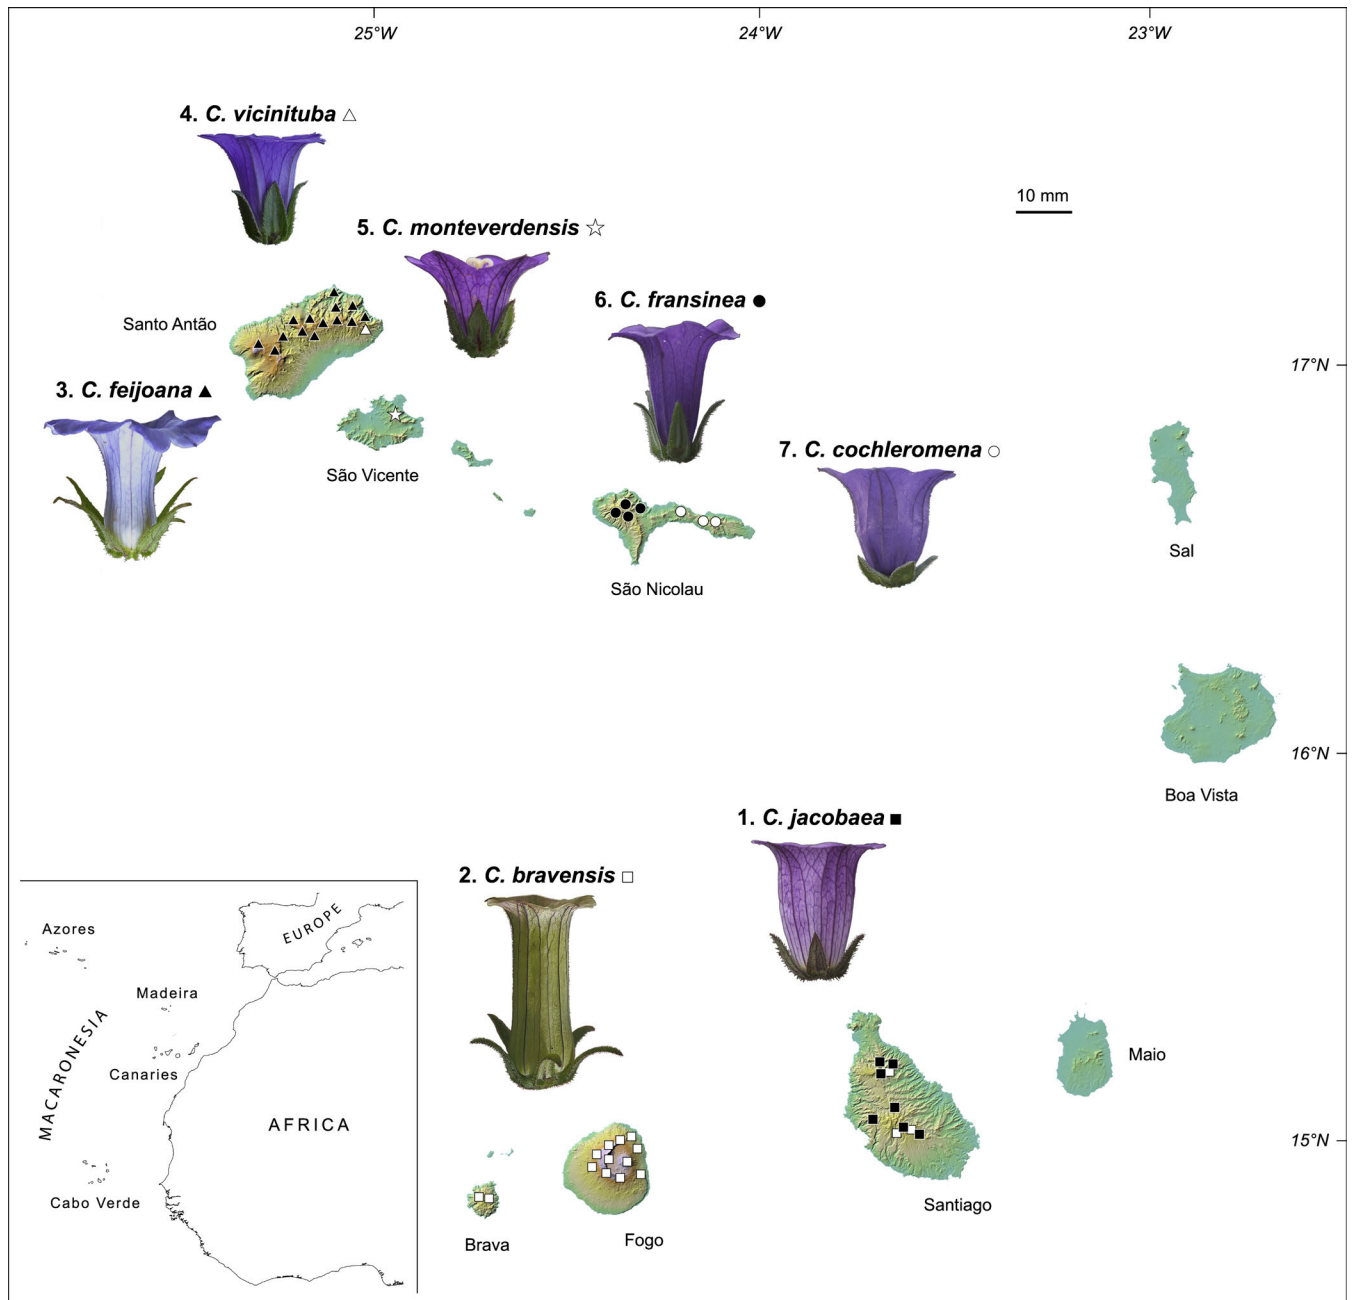 25°W
24°W
23°W
4. C. vicinituba △
10 mm
5. C. monteverdensis ☆
6. C. fransinea ●
Santo Antão
17°N
3. C. feijoana ▲
7. C. cochleromena ○
São Vicente
Sal
São Nicolau
16°N
Boa Vista
1. C. jacobaea ■
2. C. bravensis □
EUROPE
Azores
Madeira
MACARONESIA
Canaries
AFRICA
Cabo Verde
Maio
15°N
Santiago
Fogo
Brava